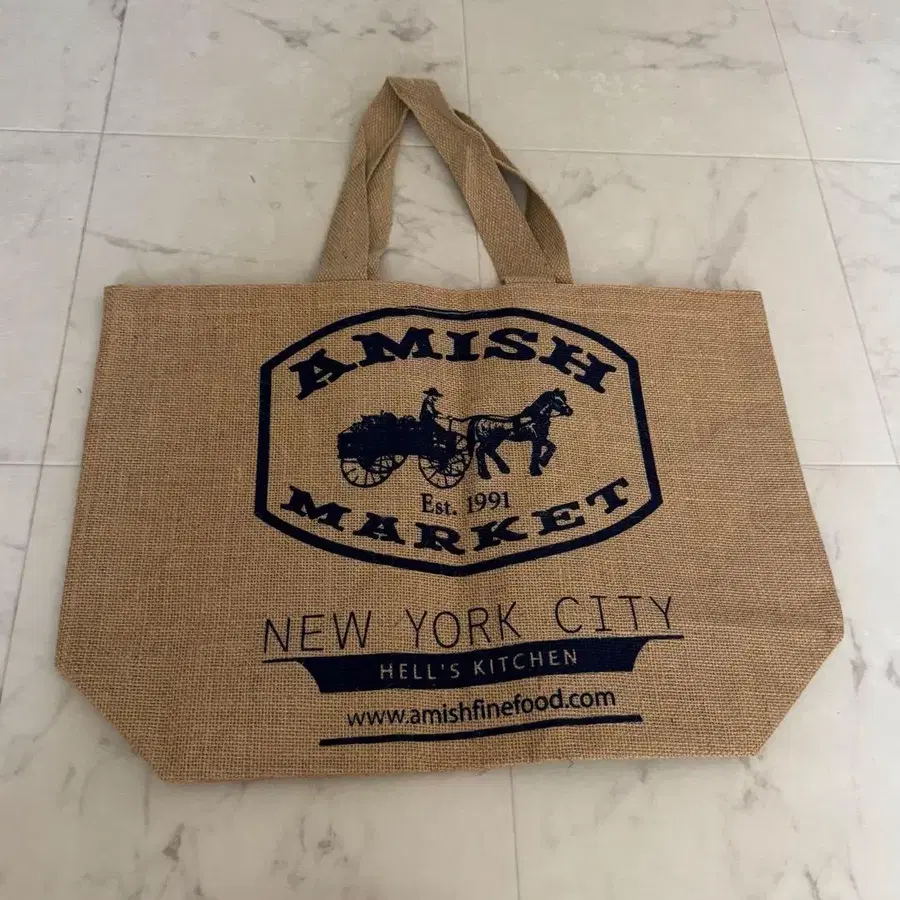 AMISH
Est. 1991
MARKET
NEW YORK CITY
HELL'S KITCHEN
www.amishfinefood.com